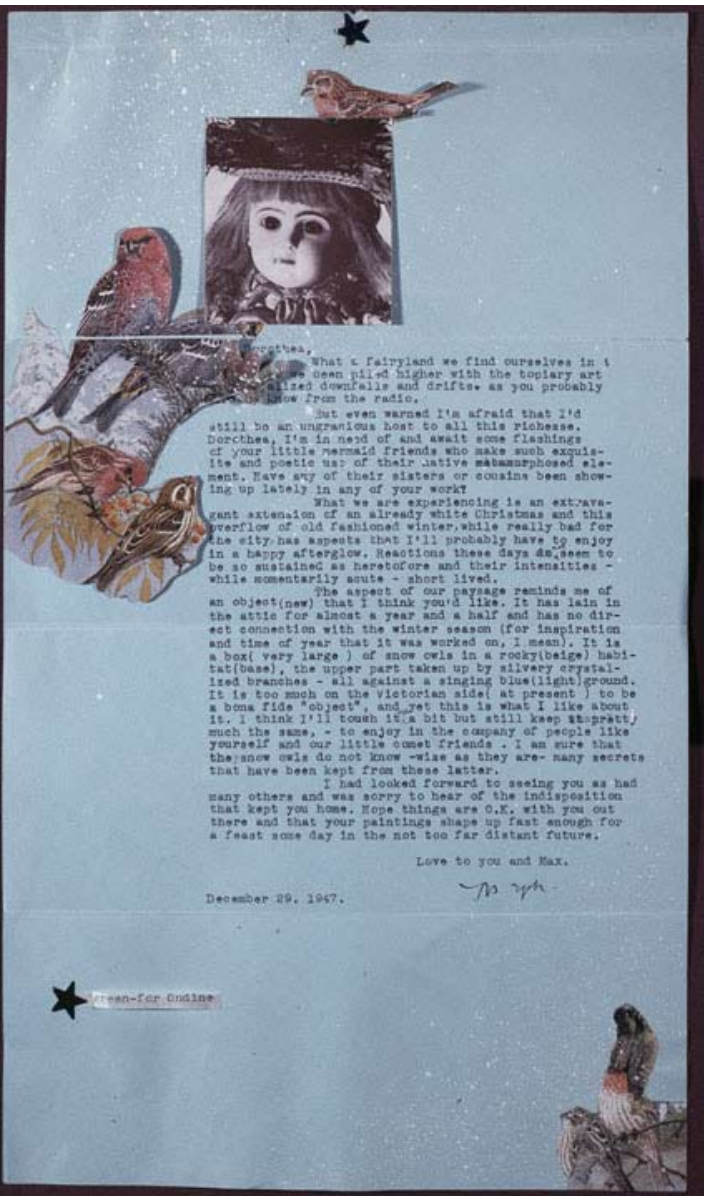 orothea,
What a fairyland we find ourselves in t
e been piled higher with the topiary art
alized downfalls and drifts. as you probably
know from the radio.
But even warned I'm afraid that I'd
still be an ungracious host to all this richesse.
Dorothea, I'm in need of and await some flashings
of your little mermaid friends who make such exquis-
ite and poetic use of their native metamorphosed ele-
ment. Have any of their sisters or cousins been show-
ing up lately in any of your work?
What we are experiencing is an extrava-
gant extension of an already white Christmas and this
overflow of old fashioned winter,while really bad for
the city,has aspects that I'll probably have to enjoy
in a happy afterglow. Reactions these days seem to
be so sustained as heretofore and their intensities -
while momentarily acute - short lived.
The aspect of our paysage reminds me of
an object(new) that I think you'd like. It has lain in
the attic for almost a year and a half and has no dir-
ect connection with the winter season (for inspiration
and time of year that it was worked on, I mean). It is
a box( very large ) of snow owls in a rocky(beige) habi-
tat(base), the upper part taken up by silvery crystal-
ized branches - all against a singing blue(light)ground.
It is too much on the Victorian side( at present ) to be
a bona fide "object", and yet this is what I like about
it. I think I'll touch it a bit but still keep pretty
much the same, - to enjoy in the company of people like
yourself and our little comet friends . I am sure that
the snow owls do not know -wise as they are- many secrets
that have been kept from these latter.
I had looked forward to seeing you as had
many others and was sorry to hear of the indisposition
that kept you home. Hope things are O.K. with you out
there and that your paintings shape up fast enough for
a feast some day in the not too far distant future.
Love to you and Max.
December 29, 1947.
green-for Ondine